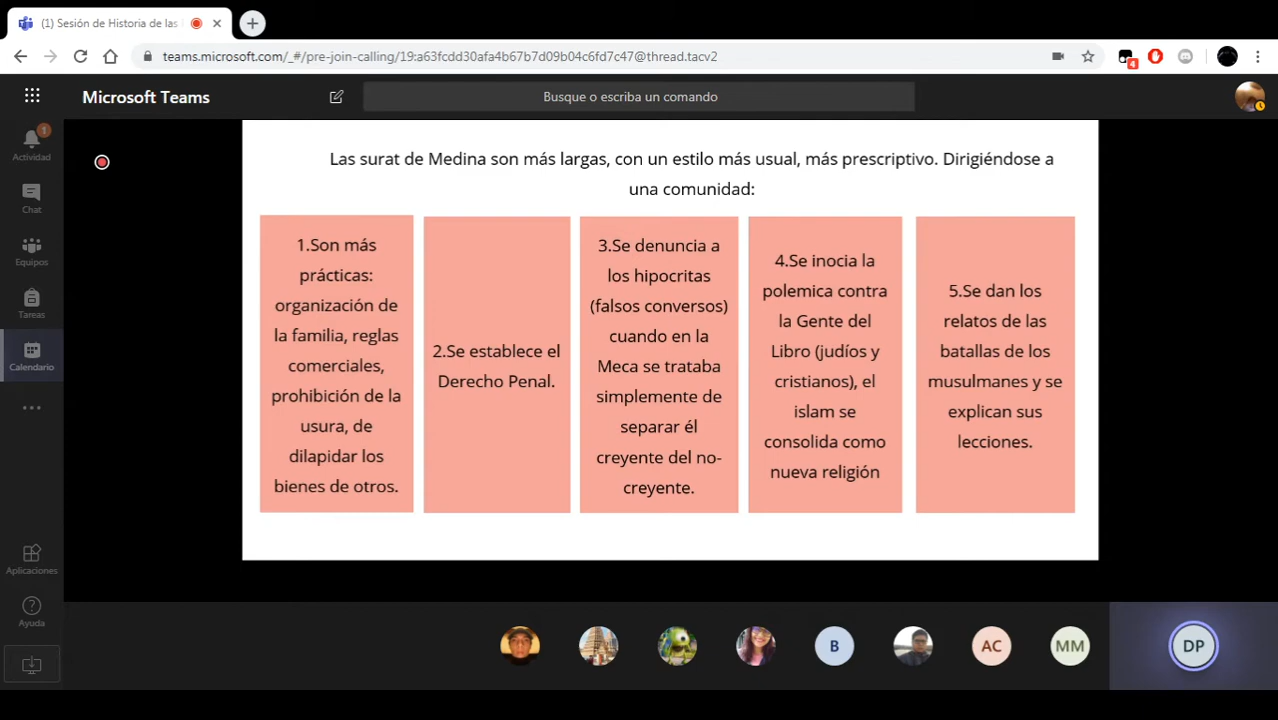 (1) Sesión de Historia de las
teams.microsoft.com/_#/pre-join-calling/19:a63fcdd30afa4b67b7d09b04c6fd7c47@thread.tacv2
4
Microsoft Teams
Busque o escriba un comando
1
Actividad
Chat
Equipos
Tareas
Calendario
Aplicaciones
Ayuda
Las surat de Medina son más largas, con un estilo más usual, más prescriptivo. Dirigiéndose a
una comunidad:
1.Son más
prácticas:
organización de
la familia, reglas
comerciales,
prohibición de la
usura, de
dilapidar los
bienes de otros.
2.Se establece el
Derecho Penal.
3.Se denuncia a
los hipocritas
(falsos conversos)
cuando en la
Meca se trataba
simplemente de
separar él
creyente del no-
creyente.
4.Se inocia la
polemica contra
la Gente del
Libro (judíos y
cristianos), el
islam se
consolida como
nueva religión
5.Se dan los
relatos de las
batallas de los
musulmanes y se
explican sus
lecciones.
B
AC
MM
DP